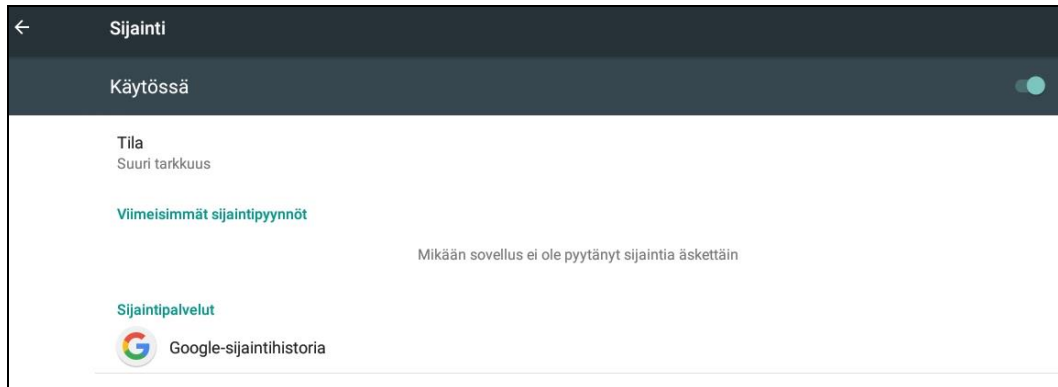 Sijainti
Käytössä
Tila
Suuri tarkkuus
Viimeisimmät sijaintipyynnöt
Mikään sovellus ei ole pyytänyt sijaintia äskettäin
Sijaintipalvelut
Google-sijaintihistoria